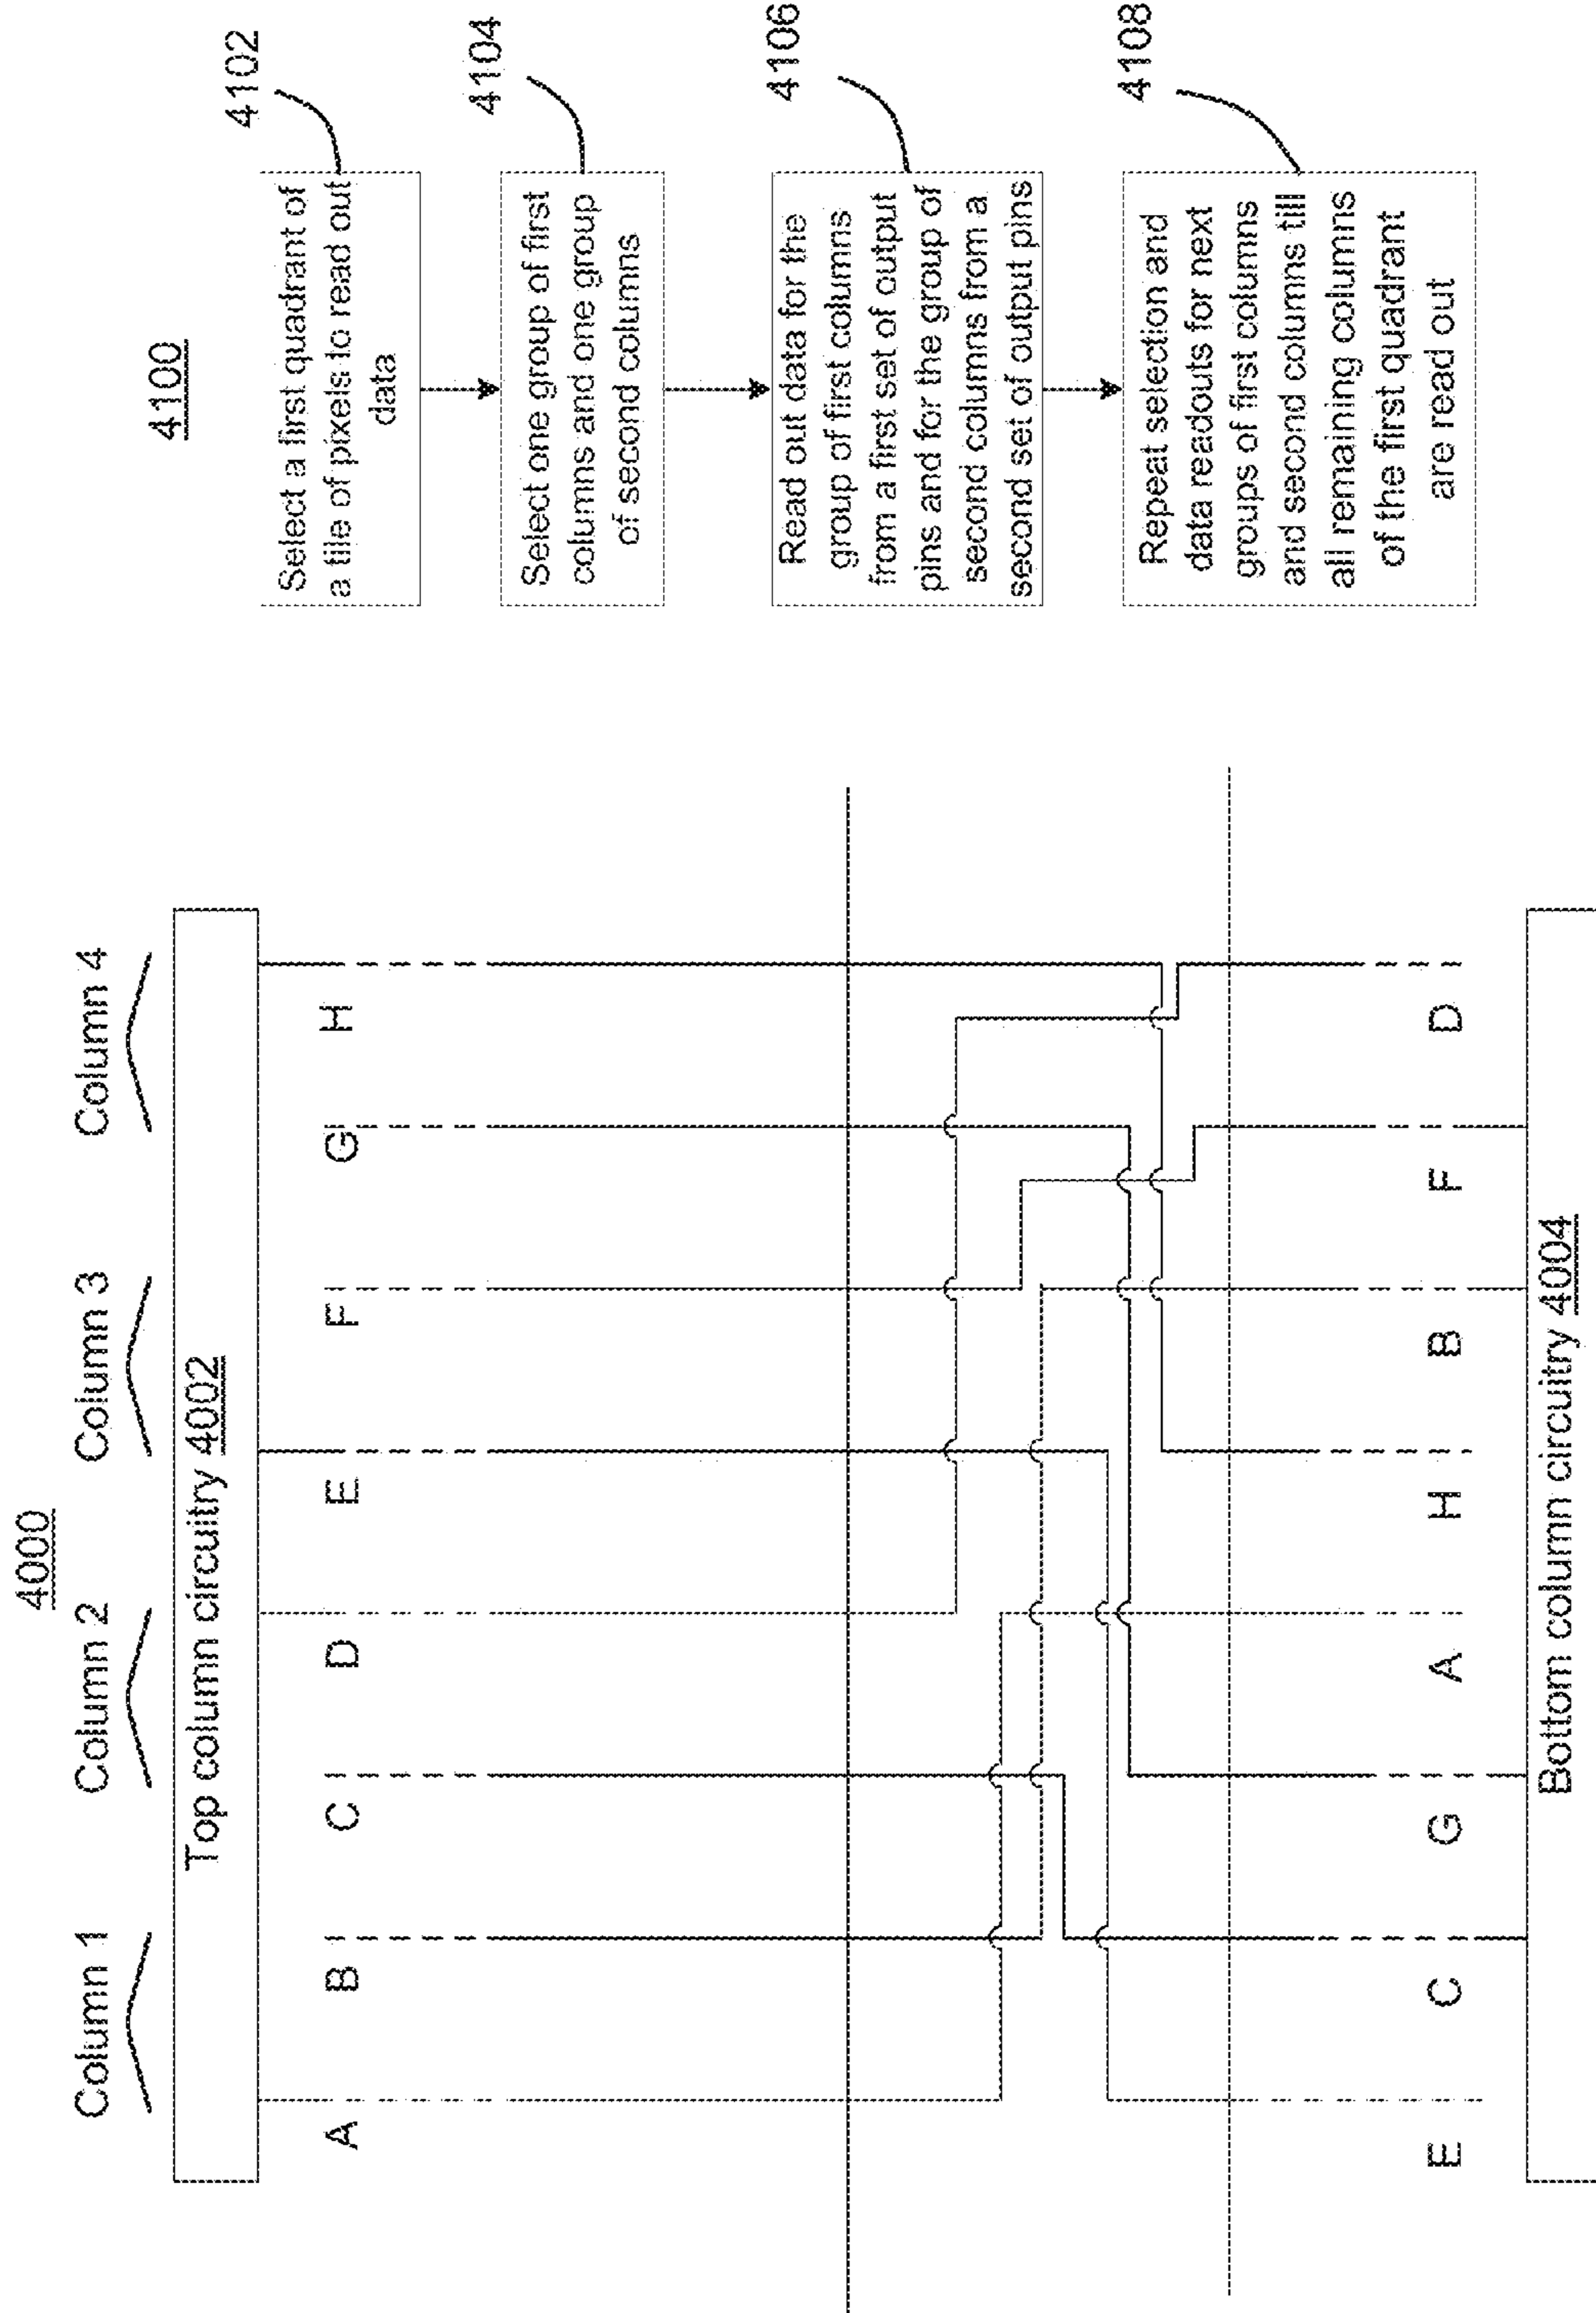 4000
Column 1
Column 2
Column 3
Column 4
Top column circuitry 4002
A
B
C
D
E
F
G
H
E
C
G
A
H
B
F
D
Bottom column circuitry 4004
4100
Select a first quadrant of
a tile of pixels to read out
data
4102
Select one group of first
columns and one group
of second columns
4104
Read out data for the
group of first columns
from a first set of output
pins and for the group of
second columns from a
second set of output pins
4106
Repeat selection and
data readouts for next
groups of first columns
and second columns till
all remaining columns
of the first quadrant
are read out
4108